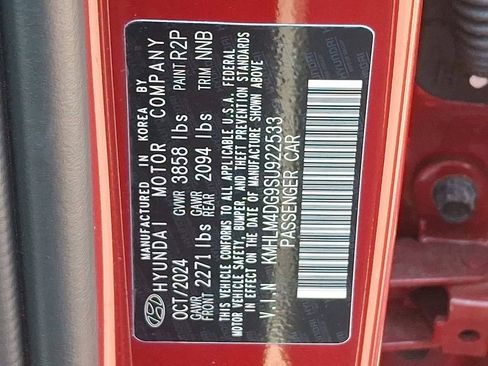 MANUFACTURED IN KOREA BY
HYUNDAI MOTOR COMPANY
OCT/2024 GVWR 3858 lbs PAINT R2P
GAWR FRONT 2271 lbs GAWR REAR 2094 lbs TRIM NNB
THIS VEHICLE CONFORMS TO ALL APPLICABLE U.S.A. FEDERAL
MOTOR VEHICLE SAFETY, BUMPER, AND THEFT PREVENTION STANDARDS
IN EFFECT ON THE DATE OF MANUFACTURE SHOWN ABOVE
V.I.N KMHLM4DG9SU922533
PASSENGER CAR